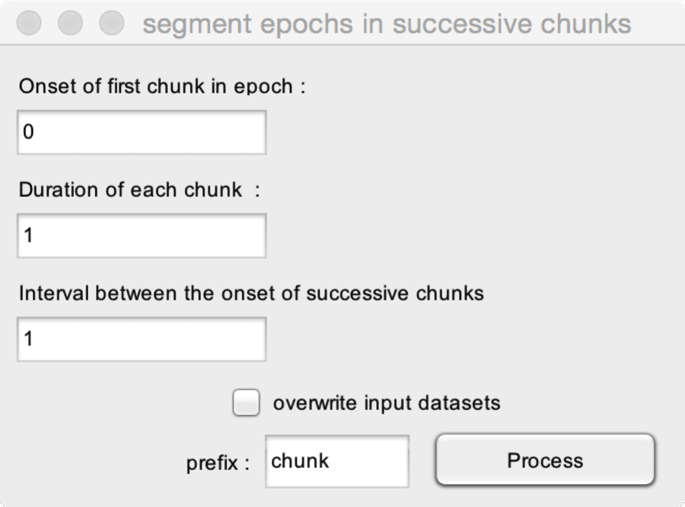 segment epochs in successive chunks
Onset of first chunk in epoch :
0
Duration of each chunk :
1
Interval between the onset of successive chunks
1
overwrite input datasets
prefix : chunk Process